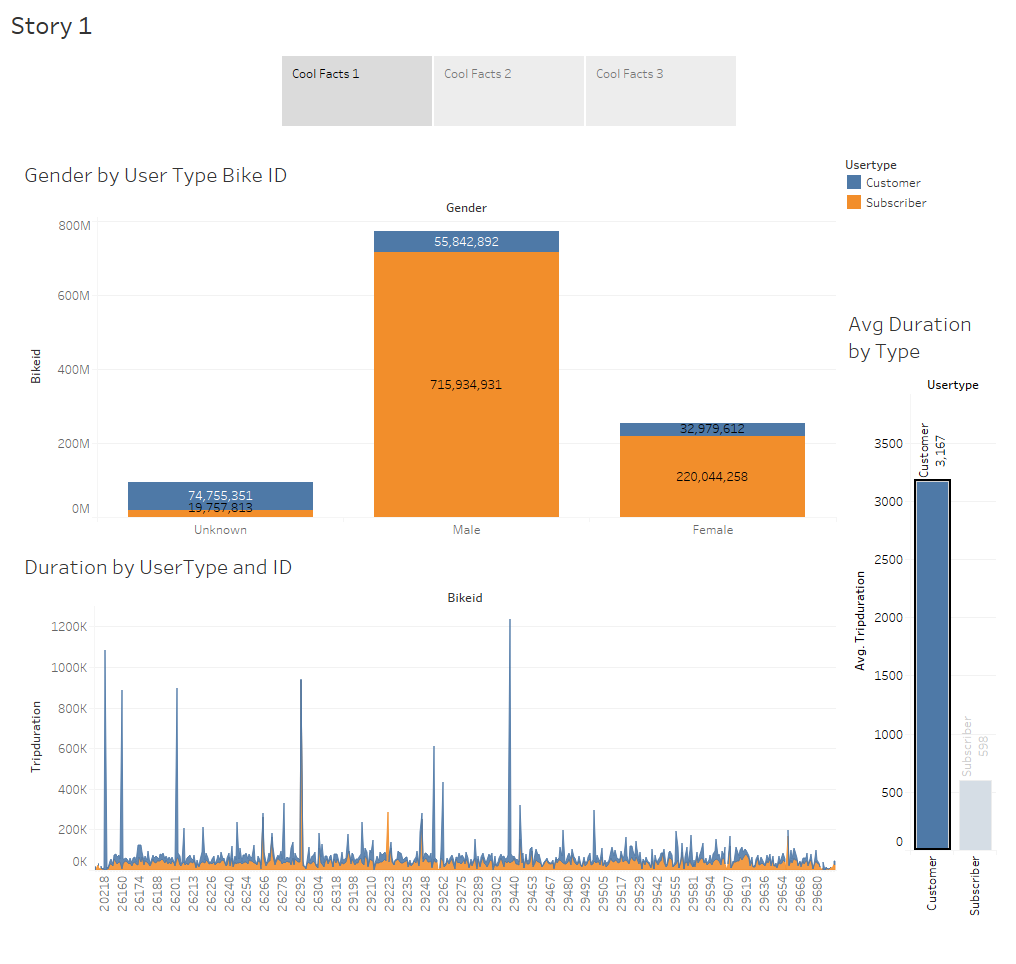 Story 1
Cool Facts 1
Cool Facts 2
Cool Facts 3
Gender by User Type Bike ID
Usertype
Customer
Subscriber
Gender
800M
600M
400M
200M
0M
Bikeid
55,842,892
715,934,931
32,979,612
220,044,258
74,755,351
19,757,813
Unknown
Male
Female
Avg Duration
by Type
Usertype
3500
3000
2500
2000
1500
1000
500
0
Avg. Tripduration
Customer
3,167
Subscriber
598
Customer
Subscriber
Duration by UserType and ID
Bikeid
1200K
1000K
800K
600K
400K
200K
0K
Tripduration
20218
26160
26174
26188
26201
26212
26226
26240
26254
26266
26278
26292
26304
26318
29196
29210
29223
29235
29248
29262
29275
29289
29302
29440
29453
29467
29480
29492
29505
29517
29529
29542
29555
29581
29594
29607
29619
29636
29654
29668
29680